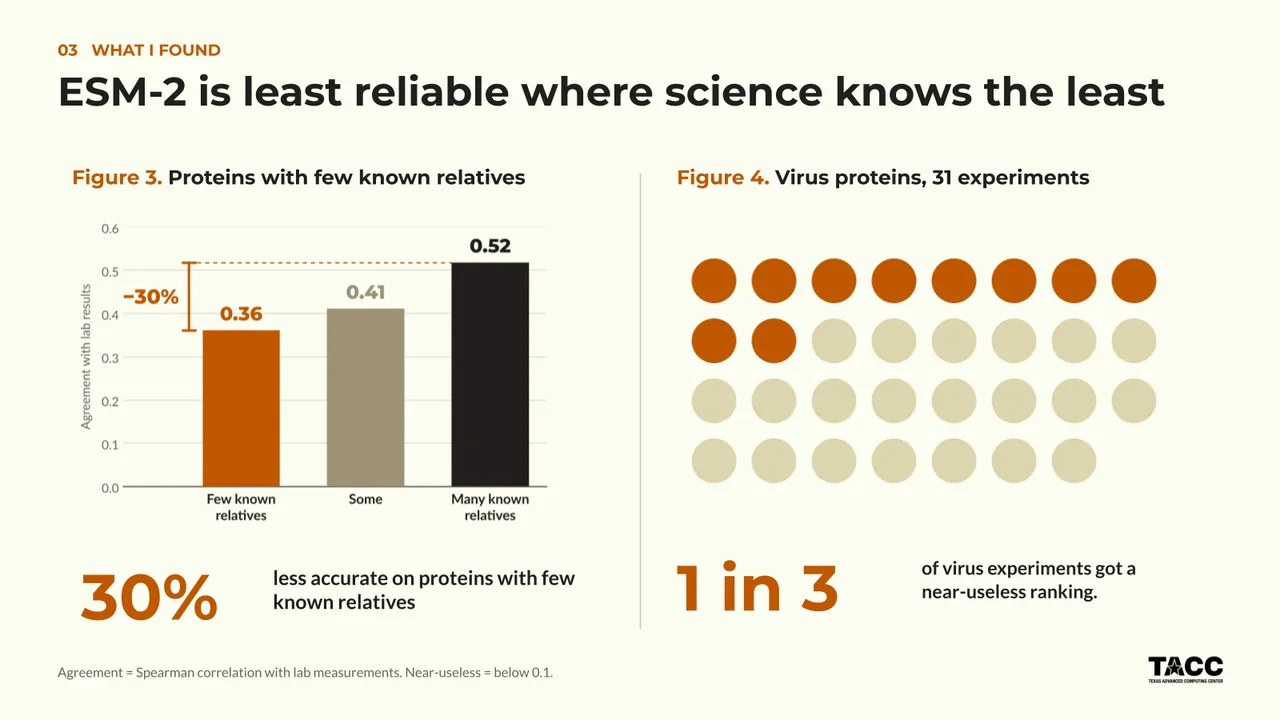 03 WHAT I FOUND
ESM-2 is least reliable where science knows the least
Figure 3. Proteins with few known relatives
Agreement with lab results
0.6
0.5
0.4
0.3
0.2
0.1
0.0
−30%
0.36
0.41
0.52
Few known
relatives
Some
Many known
relatives
30%
less accurate on proteins with few
known relatives
Figure 4. Virus proteins, 31 experiments
1 in 3
of virus experiments got a
near-useless ranking.
Agreement = Spearman correlation with lab measurements. Near-useless = below 0.1.
TACC
TEXAS ADVANCED COMPUTING CENTER